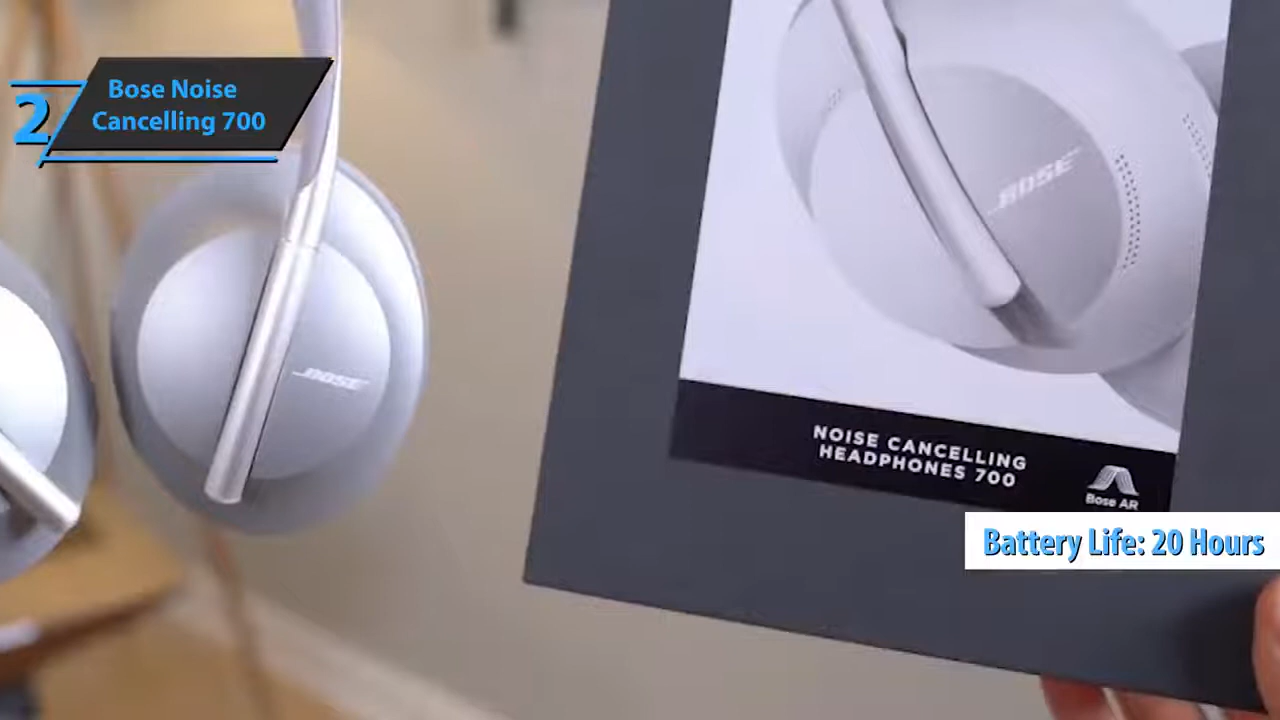 2
Bose Noise
Cancelling 700
BOSE
BOSE
NOISE CANCELLING
HEADPHONES 700
Bose AR
Battery Life: 20 Hours